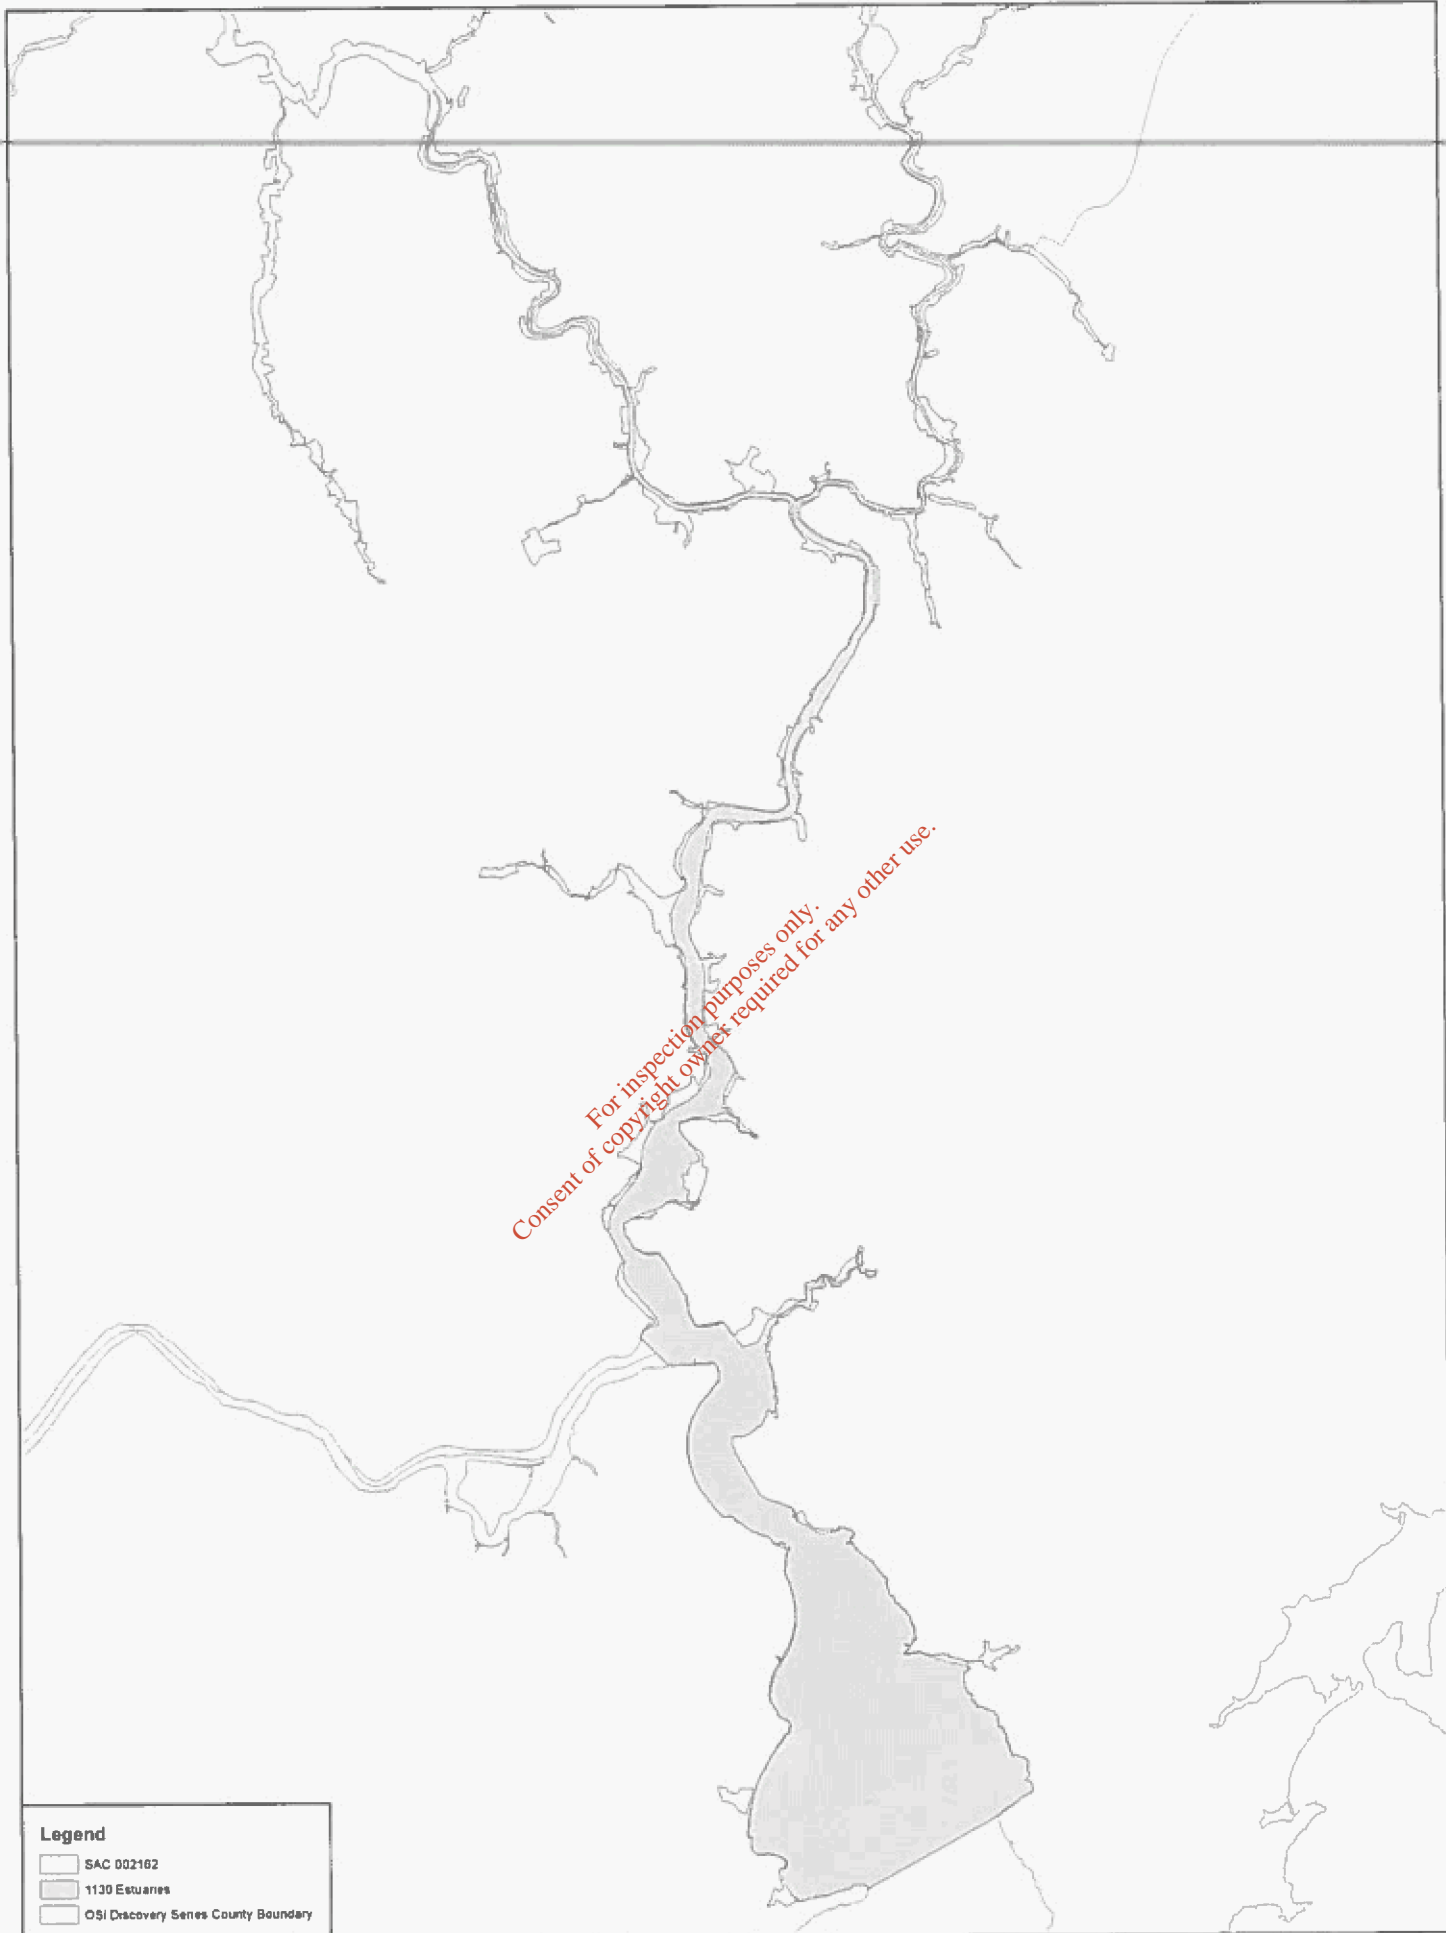 For inspection purposes only.
Consent of copyright owner required for any other use.
Legend
SAC 002162
1130 Estuaries
OSI Discovery Series County Boundary